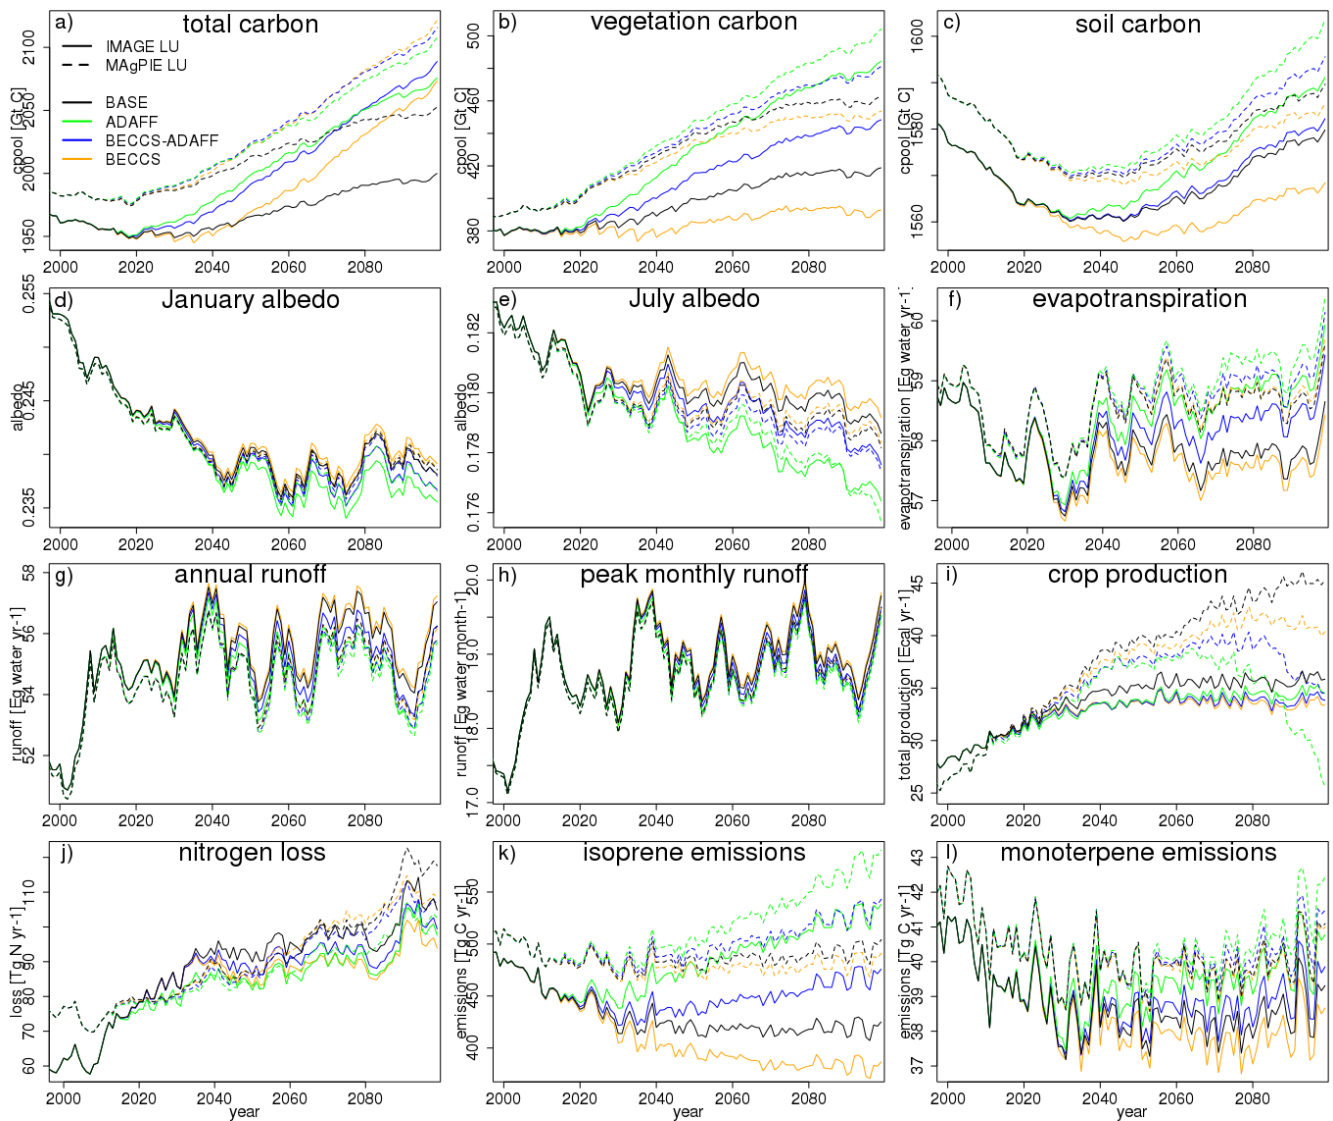 a) total carbon
IMAGE LU
MAgPIE LU
BASE
ADAFF
BECCS-ADAFF
BECCS
cpool [Gt C]
1950 2000 2050 2100
2000 2020 2040 2060 2080
b) vegetation carbon
cpool [Gt C]
380 420 460 500
2000 2020 2040 2060 2080
c) soil carbon
cpool [Gt C]
1560 1580 1600
2000 2020 2040 2060 2080
d) January albedo
albedo
0.235 0.245 0.255
2000 2020 2040 2060 2080
e) July albedo
albedo
0.176 0.178 0.180 0.182
2000 2020 2040 2060 2080
f) evapotranspiration
evapotranspiration [Eg water yr-1]
57 58 59 60
2000 2020 2040 2060 2080
g) annual runoff
runoff [Eg water yr-1]
52 54 56 58
2000 2020 2040 2060 2080
h) peak monthly runoff
runoff [Eg water month-1]
17.0 18.0 19.0 20.0
2000 2020 2040 2060 2080
i) crop production
total production [Ecal yr-1]
25 30 35 40 45
2000 2020 2040 2060 2080
j) nitrogen loss
loss [Tg N yr-1]
60 70 80 90 110
2000 2020 2040 2060 2080
year
k) isoprene emissions
emissions [Tg C yr-1]
400 450 500 550
2000 2020 2040 2060 2080
year
l) monoterpene emissions
emissions [Tg C yr-1]
37 38 39 40 41 42 43
2000 2020 2040 2060 2080
year